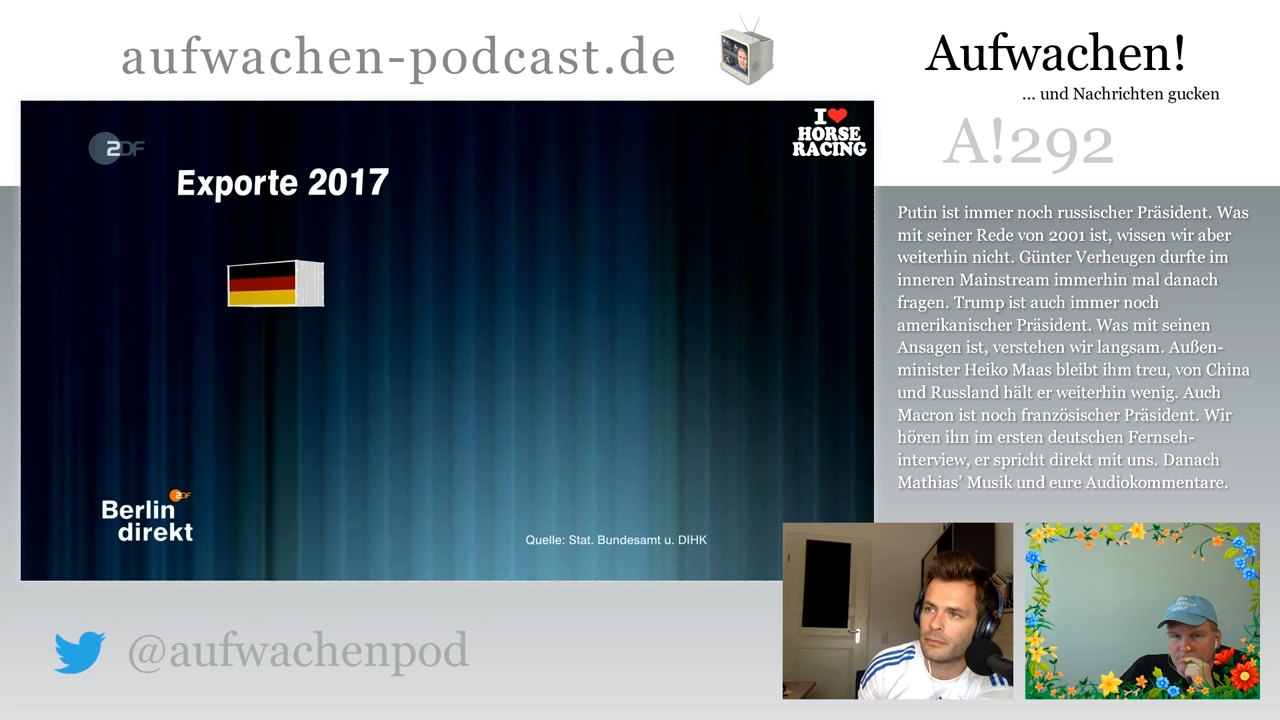 aufwachen-podcast.de
Aufwachen!
... und Nachrichten gucken
A!292
ZDF
I
HORSE
RACING
Exporte 2017
Putin ist immer noch russischer Präsident. Was
mit seiner Rede von 2001 ist, wissen wir aber
weiterhin nicht. Günter Verheugen durfte im
inneren Mainstream immerhin mal danach
fragen. Trump ist auch immer noch
amerikanischer Präsident. Was mit seinen
Ansagen ist, verstehen wir langsam. Außen-
minister Heiko Maas bleibt ihm treu, von China
und Russland hält er weiterhin wenig. Auch
Macron ist noch französischer Präsident. Wir
hören ihn im ersten deutschen Fernseh-
interview, er spricht direkt mit uns. Danach
Mathias’ Musik und eure Audiokommentare.
ZDF
Berlin
direkt
Quelle: Stat. Bundesamt u. DIHK
@aufwachenpod